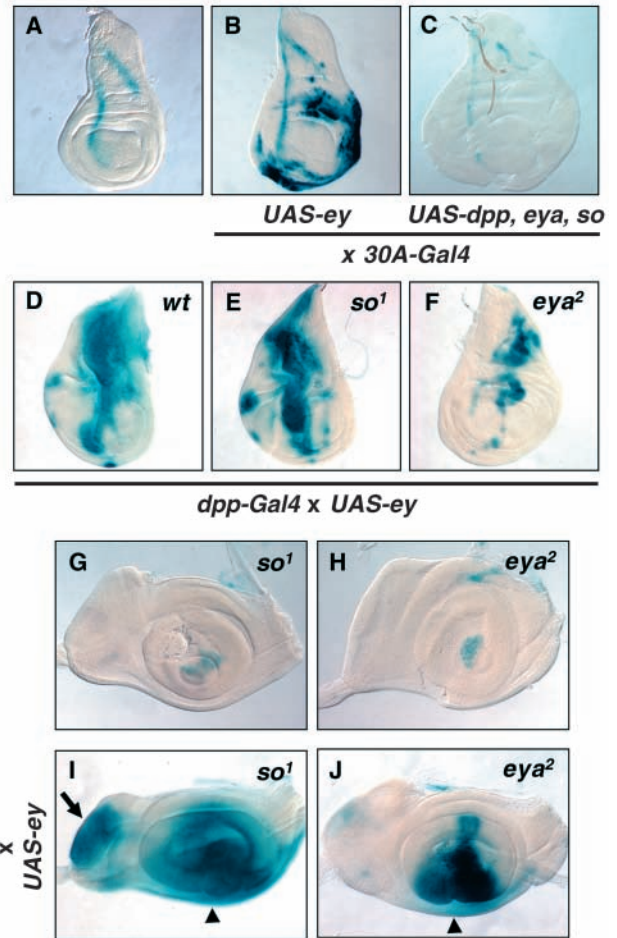 A B C
UAS-ey UAS-dpp, eya, so
x 30A-Gal4
D wt E so1 F eya2
dpp-Gal4 x UAS-ey
G so1 H eya2
I so1 J eya2
x
UAS-ey